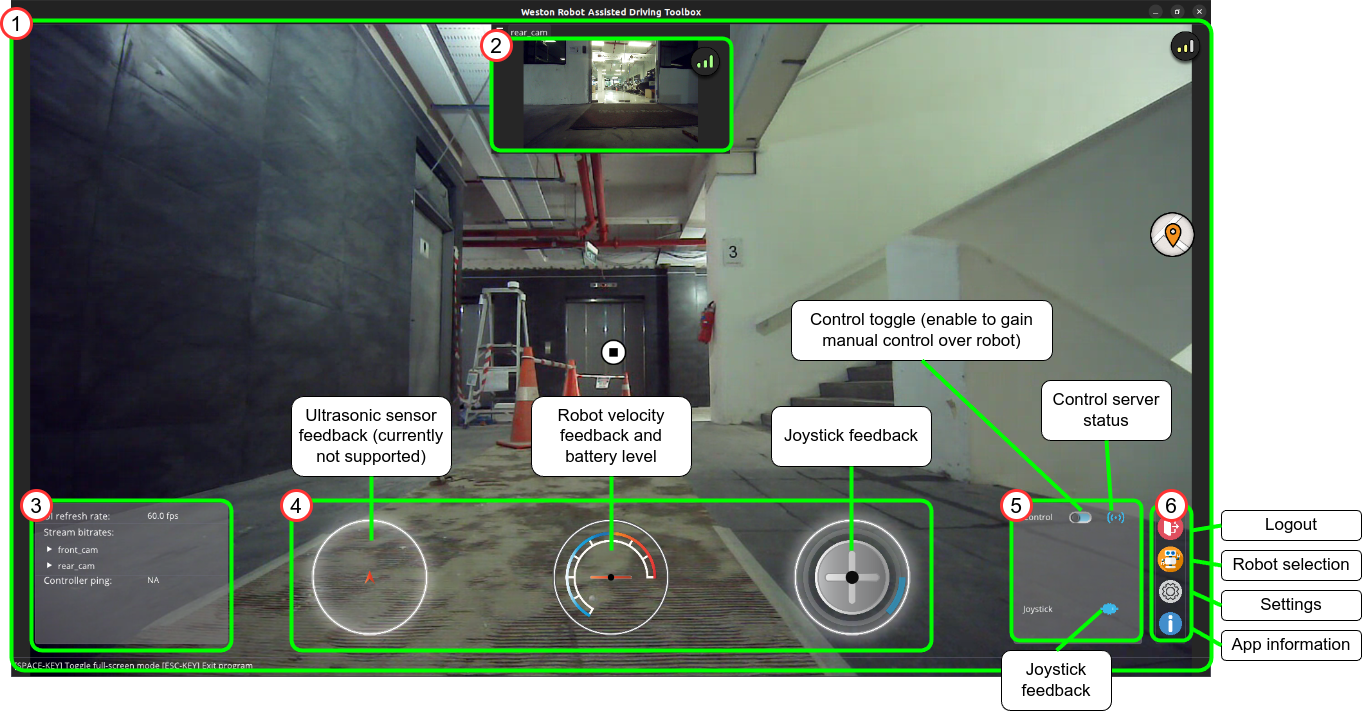 Weston Robot Assisted Driving Toolbox
1
2
rear_cam
3
Control toggle (enable to gain
manual control over robot)
Control server
status
Ultrasonic sensor
feedback (currently
not supported)
Robot velocity
feedback and
battery level
Joystick feedback
3
refresh rate:
60.0 fps
Stream bitrates:
front_cam
rear_cam
Controller ping:
NA
4
5
ontrol
Joystick
6
Logout
Robot selection
Settings
App information
Joystick
feedback
[SPACE-KEY] Toggle full-screen mode [ESC-KEY] Exit program